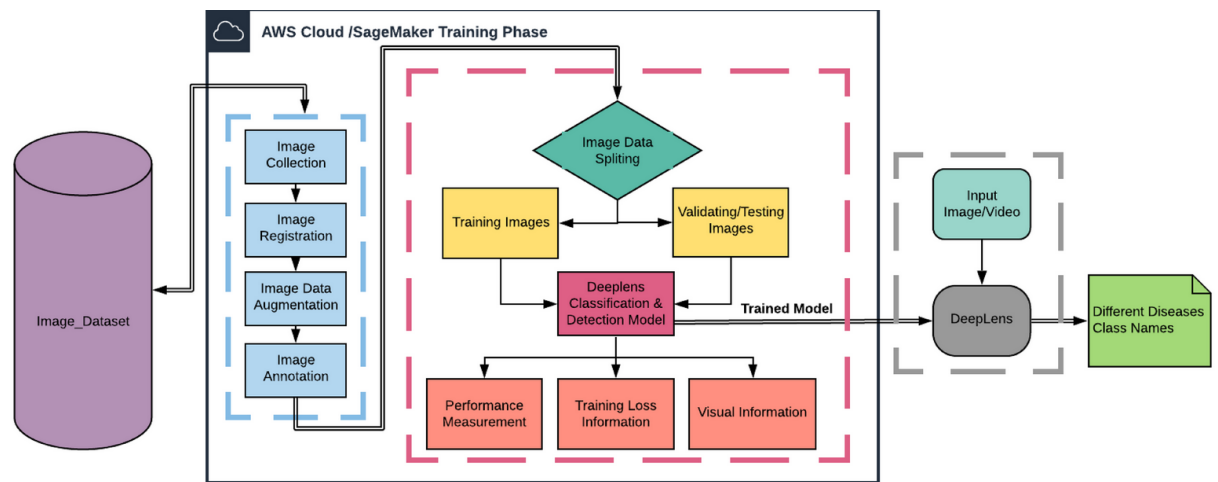 AWS Cloud /SageMaker Training Phase
Image_Dataset
Image
Collection
Image
Registration
Image Data
Augmentation
Image
Annotation
Image Data
Spliting
Training Images
Validating/Testing
Images
Deeplens
Classification &
Detection Model
Trained Model
Performance
Measurement
Training Loss
Information
Visual Information
Input
Image/Video
DeepLens
Different Diseases
Class Names